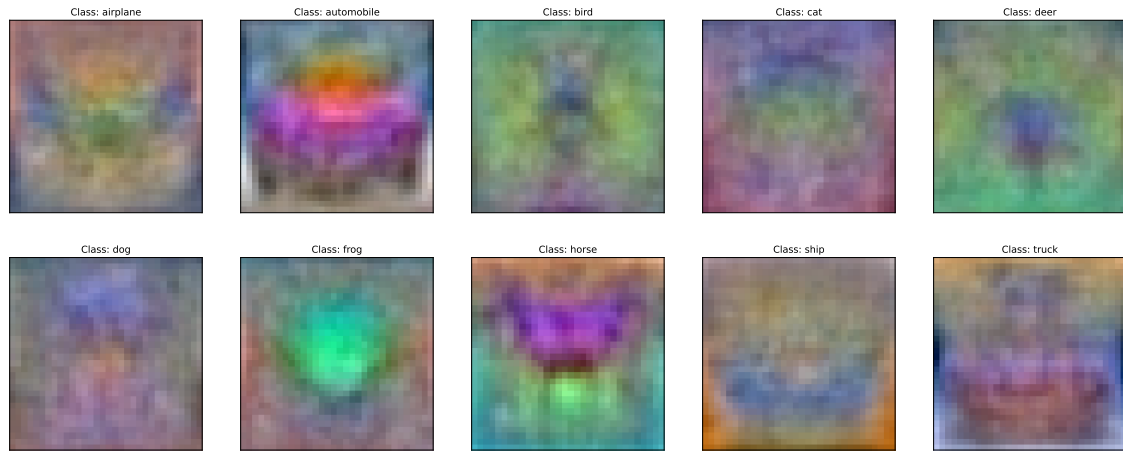 Class: airplane
Class: automobile
Class: bird
Class: cat
Class: deer
Class: dog
Class: frog
Class: horse
Class: ship
Class: truck